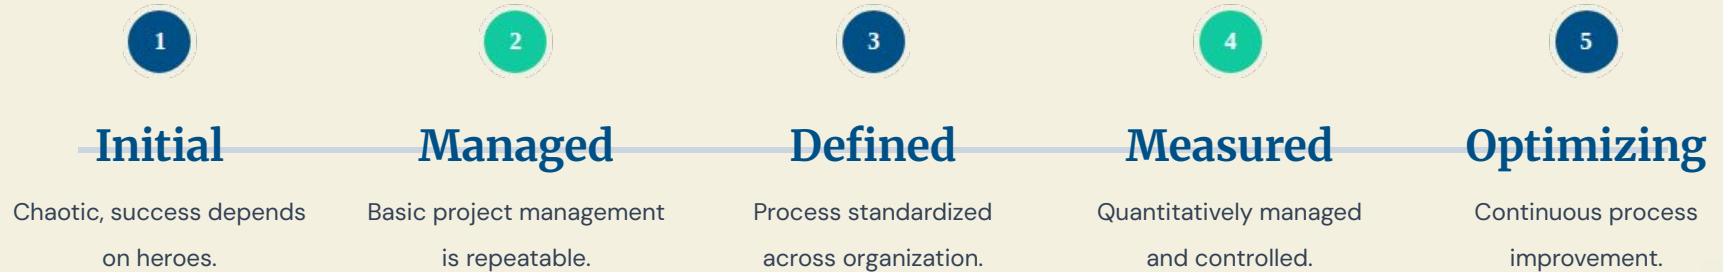 1 2 3 4 5
Initial Managed Defined Measured Optimizing
Chaotic, success depends Basic project management Process standardized Quantitatively managed Continuous process
on heroes. is repeatable. across organization. and controlled. improvement.